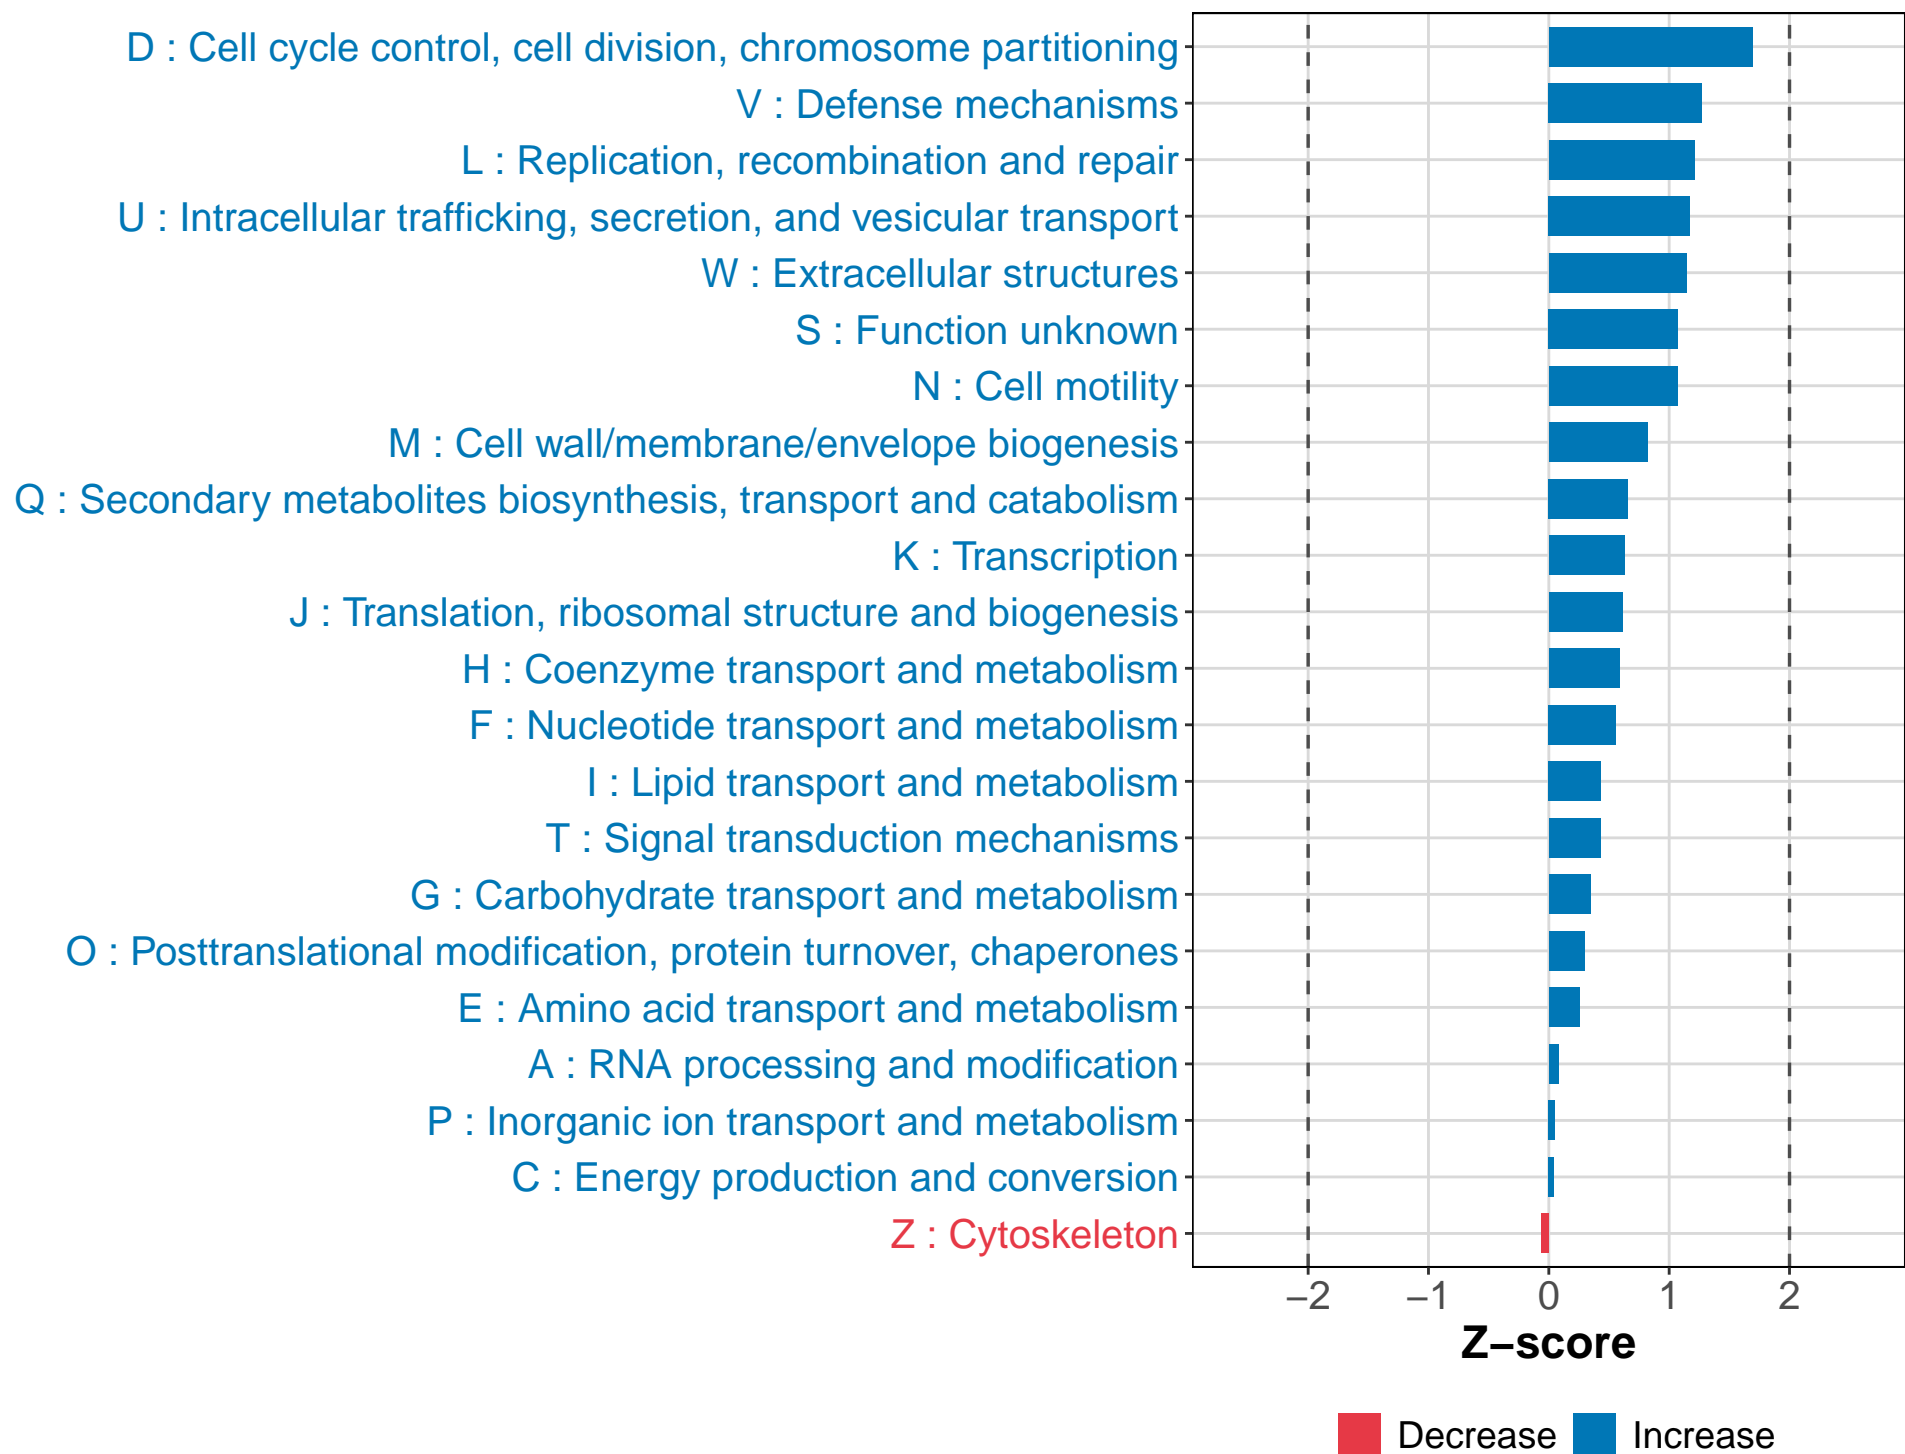 D : Cell cycle control, cell division, chromosome partitioning
V : Defense mechanisms
L : Replication, recombination and repair
U : Intracellular trafficking, secretion, and vesicular transport
W : Extracellular structures
S : Function unknown
N : Cell motility
M : Cell wall/membrane/envelope biogenesis
Q : Secondary metabolites biosynthesis, transport and catabolism
K : Transcription
J : Translation, ribosomal structure and biogenesis
H : Coenzyme transport and metabolism
F : Nucleotide transport and metabolism
I : Lipid transport and metabolism
T : Signal transduction mechanisms
G : Carbohydrate transport and metabolism
O : Posttranslational modification, protein turnover, chaperones
E : Amino acid transport and metabolism
A : RNA processing and modification
P : Inorganic ion transport and metabolism
C : Energy production and conversion
Z : Cytoskeleton
−2 −1 0 1 2
Z−score
Decrease Increase